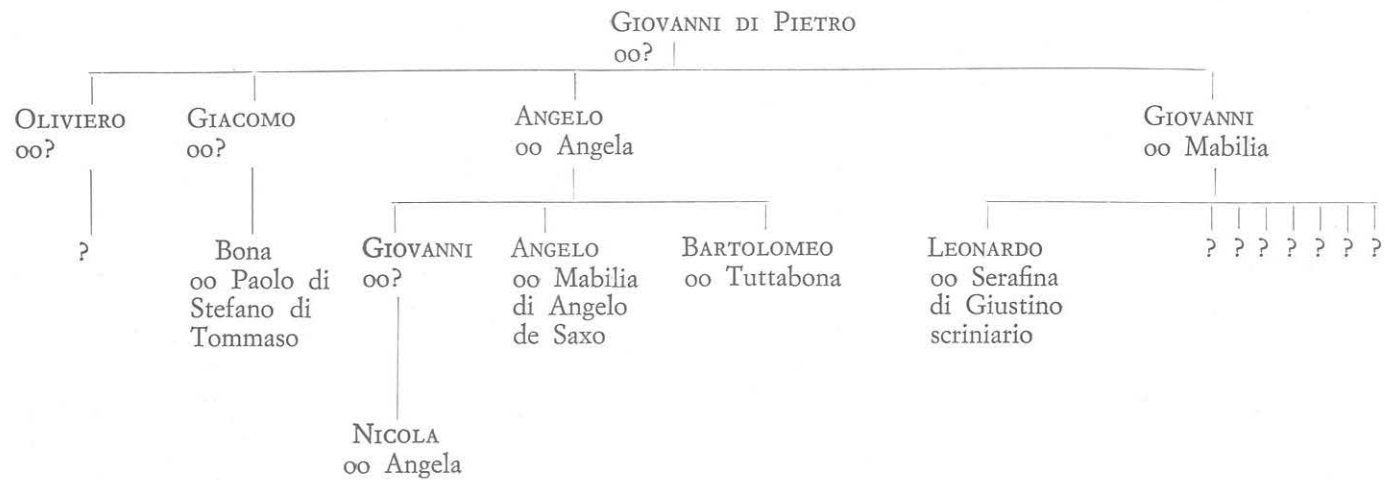 GIOVANNI DI PIETRO
oo?
OLIVIERO
oo?
GIACOMO
oo?
ANGELO
oo Angela
GIOVANNI
oo Mabilia
?
Bona
oo Paolo di
Stefano di
Tommaso
GIOVANNI
oo?
ANGELO
oo Mabilia
di Angelo
de Saxo
BARTOLOMEO
oo Tuttabona
LEONARDO
oo Serafina
di Giustino
scriniario
? ? ? ? ? ? ?
NICOLA
oo Angela